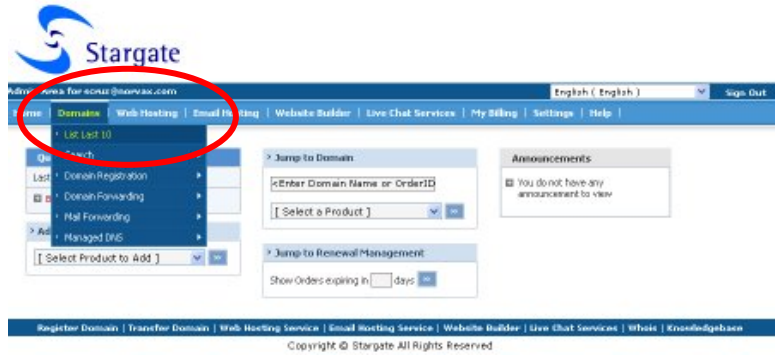 Stargate
Admin Area for
English ( English )
Sign Out
Home | Domains | Web Hosting | Email Hosting | Website Builder | Live Chat Services | My Billing | Settings | Help |
List Last 10
Search
Domain Registration
Domain Forwarding
Mail Forwarding
Managed DNS
Last
> Jump to Domain
<Enter Domain Name or OrderID
[ Select a Product ]
Announcements
You do not have any
announcement to view
[ Select Product to Add ]
> Jump to Renewal Management
Show Orders expiring in days
Register Domain | Transfer Domain | Web Hosting Service | Email Hosting Service | Website Builder | Live Chat Services | Whois | Knowledgebase
Copyright © Stargate All Rights Reserved